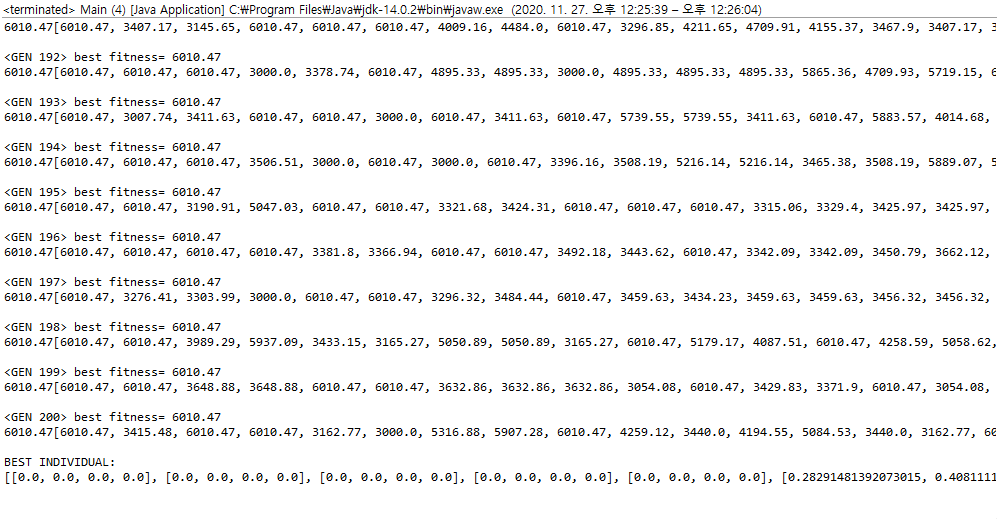 <terminated> Main (4) [Java Application] C:₩Program Files₩Java₩jdk-14.0.2₩bin₩javaw.exe (2020. 11. 27. 오후 12:25:39 – 오후 12:26:04)
6010.47[6010.47, 3407.17, 3145.65, 6010.47, 6010.47, 6010.47, 4009.16, 4484.0, 6010.47, 3296.85, 4211.65, 4709.91, 4155.37, 3467.9, 3407.17, 3
<GEN 192> best fitness= 6010.47
6010.47[6010.47, 6010.47, 6010.47, 3000.0, 3378.74, 6010.47, 4895.33, 4895.33, 3000.0, 4895.33, 4895.33, 4895.33, 5865.36, 4709.93, 5719.15, 6
<GEN 193> best fitness= 6010.47
6010.47[6010.47, 3007.74, 3411.63, 6010.47, 6010.47, 3000.0, 6010.47, 3411.63, 6010.47, 5739.55, 5739.55, 3411.63, 6010.47, 5883.57, 4014.68,
<GEN 194> best fitness= 6010.47
6010.47[6010.47, 6010.47, 6010.47, 3506.51, 3000.0, 6010.47, 3000.0, 6010.47, 3396.16, 3508.19, 5216.14, 5216.14, 3465.38, 3508.19, 5889.07, 5
<GEN 195> best fitness= 6010.47
6010.47[6010.47, 6010.47, 3190.91, 5047.03, 6010.47, 6010.47, 3321.68, 3424.31, 6010.47, 6010.47, 6010.47, 3315.06, 3329.4, 3425.97, 3425.97,
<GEN 196> best fitness= 6010.47
6010.47[6010.47, 6010.47, 6010.47, 6010.47, 3381.8, 3366.94, 6010.47, 6010.47, 3492.18, 3443.62, 6010.47, 3342.09, 3342.09, 3450.79, 3662.12,
<GEN 197> best fitness= 6010.47
6010.47[6010.47, 3276.41, 3303.99, 3000.0, 6010.47, 6010.47, 3296.32, 3484.44, 6010.47, 3459.63, 3434.23, 3459.63, 3459.63, 3456.32, 3456.32,
<GEN 198> best fitness= 6010.47
6010.47[6010.47, 6010.47, 3989.29, 5937.09, 3433.15, 3165.27, 5050.89, 5050.89, 3165.27, 6010.47, 5179.17, 4087.51, 6010.47, 4258.59, 5058.62,
<GEN 199> best fitness= 6010.47
6010.47[6010.47, 6010.47, 3648.88, 3648.88, 6010.47, 6010.47, 3632.86, 3632.86, 3632.86, 3054.08, 6010.47, 3429.83, 3371.9, 6010.47, 3054.08,
<GEN 200> best fitness= 6010.47
6010.47[6010.47, 3415.48, 6010.47, 6010.47, 3162.77, 3000.0, 5316.88, 5907.28, 6010.47, 4259.12, 3440.0, 4194.55, 5084.53, 3440.0, 3162.77, 60
BEST INDIVIDUAL:
[[0.0, 0.0, 0.0, 0.0], [0.0, 0.0, 0.0, 0.0], [0.0, 0.0, 0.0, 0.0], [0.0, 0.0, 0.0, 0.0], [0.0, 0.0, 0.0, 0.0], [0.28291481392073015, 0.4081111